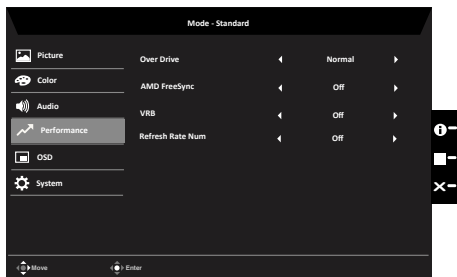 Mode - Standard
Picture
Color
Audio
Performance
OSD
System
Over Drive Normal
AMD FreeSync Off
VRB Off
Refresh Rate Num Off
Move Enter